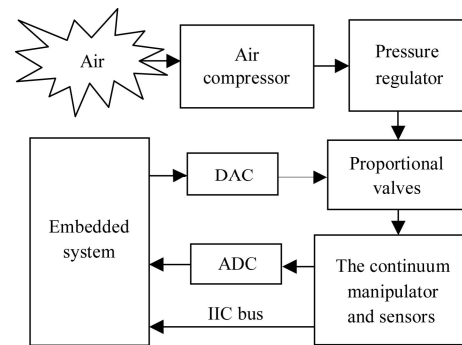 Air
Air
compressor
Pressure
regulator
Embedded
system
DAC
Proportional
valves
ADC
The continuum
manipulator
and sensors
IIC bus